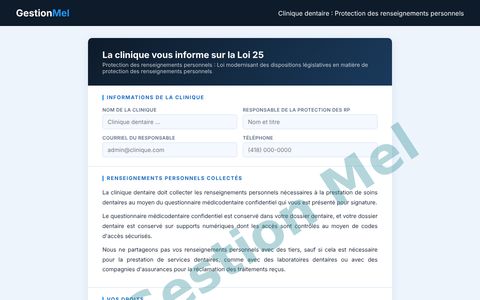 GestionMel
Clinique dentaire : Protection des renseignements personnels
La clinique vous informe sur la Loi 25
Protection des renseignements personnels : Loi modernisant des dispositions législatives en matière de
protection des renseignements personnels
INFORMATIONS DE LA CLINIQUE
NOM DE LA CLINIQUE
RESPONSABLE DE LA PROTECTION DES RP
Clinique dentaire ...
Nom et titre
COURRIEL DU RESPONSABLE
TÉLÉPHONE
admin@clinique.com
(418) 000-0000
RENSEIGNEMENTS PERSONNELS COLLECTÉS
La clinique dentaire doit collecter les renseignements personnels nécessaires à la prestation de soins
dentaires au moyen du questionnaire médicodentaire confidentiel qui vous est présenté pour signature.
Le questionnaire médicodentaire confidentiel est conservé dans votre dossier dentaire, et votre dossier
dentaire est conservé sur supports numériques dont les accès sont contrôlés au moyen de codes
d'accès sécurisés.
Nous ne partageons pas vos renseignements personnels avec des tiers, sauf si cela est nécessaire
pour la prestation de services dentaires, comme avec des laboratoires dentaires ou avec des
compagnies d'assurances pour la réclamation des traitements reçus.
VOS DROITS
Gestion Mel